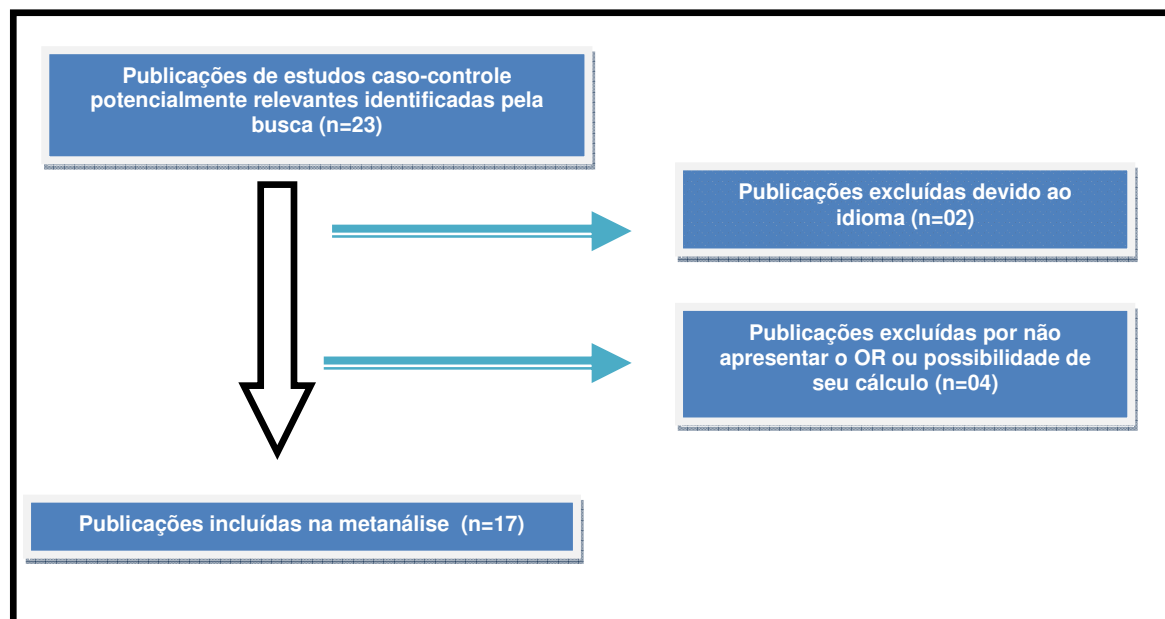 Publicações de estudos caso-controle
potencialmente relevantes identificadas pela
busca (n=23)
Publicações excluídas devido ao
idioma (n=02)
Publicações excluídas por não
apresentar o OR ou possibilidade de
seu cálculo (n=04)
Publicações incluídas na metanálise (n=17)